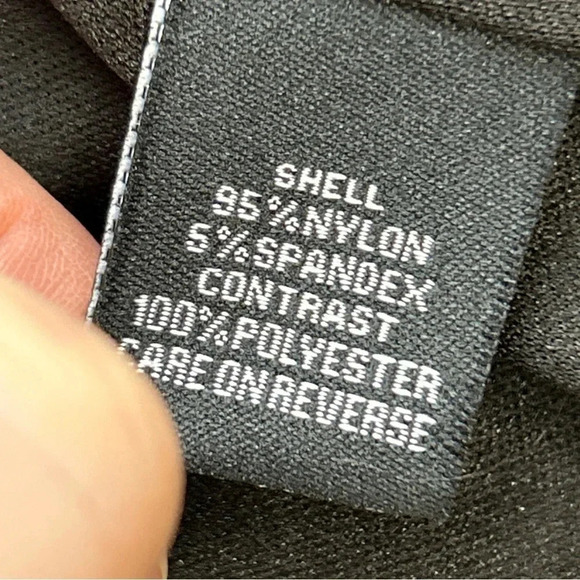 SHELL
95%NYLON
5%SPANDEX
CONTRAST
100%POLYESTER
CARE ON REVERSE